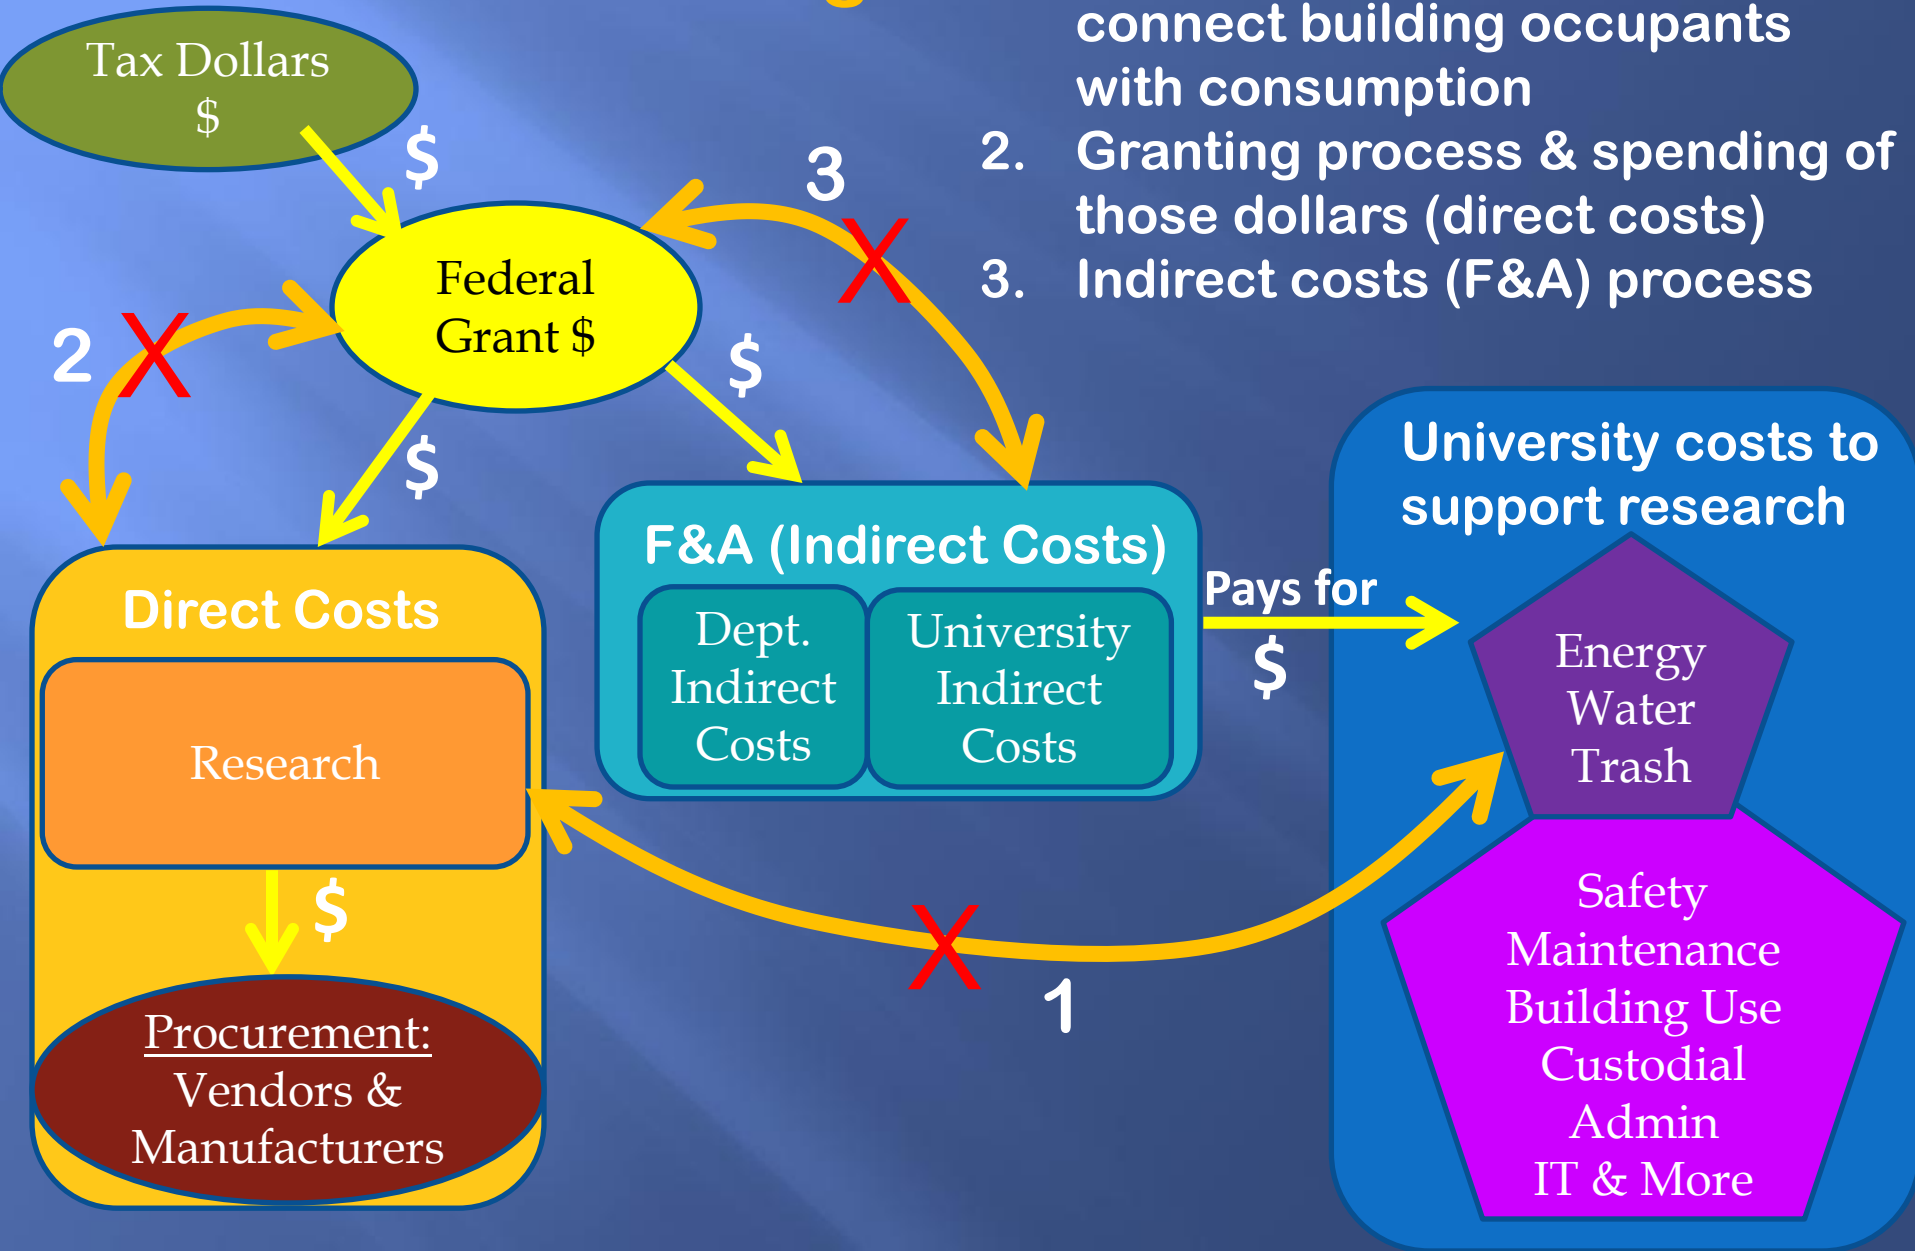 connect building occupants
with consumption
2. Granting process & spending of
those dollars (direct costs)
3. Indirect costs (F&A) process
Tax Dollars
$
$
3
Federal
Grant $
2
X
X
$
$
University costs to
support research
F&A (Indirect Costs)
Dept.
Indirect
Costs
University
Indirect
Costs
Pays for
$
Energy
Water
Trash
Direct Costs
Research
$
X
1
Safety
Maintenance
Building Use
Custodial
Admin
IT & More
Procurement:
Vendors &
Manufacturers